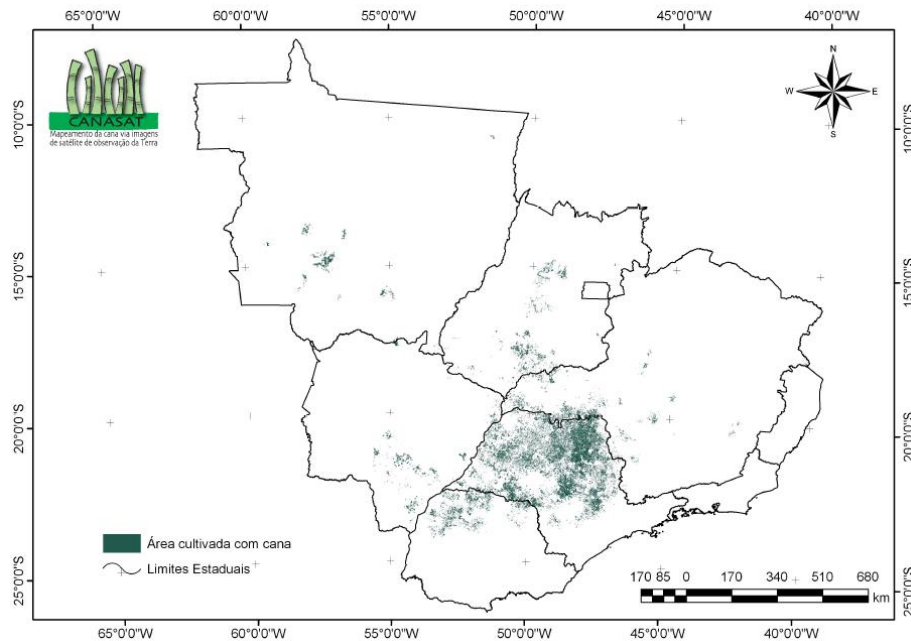 65°0'0"W 60°0'0"W 55°0'0"W 50°0'0"W 45°0'0"W 40°0'0"W
CANASAT
Mapeamento da cana via imagens
de satélite de observação da Terra
N
W E
S
10°0'0"S 10°0'0"S
15°0'0"S 15°0'0"S
20°0'0"S 20°0'0"S
25°0'0"S 25°0'0"S
Área cultivada com cana
Limites Estaduais
170 85 0 170 340 510 680
km
65°0'0"W 60°0'0"W 55°0'0"W 50°0'0"W 45°0'0"W 40°0'0"W